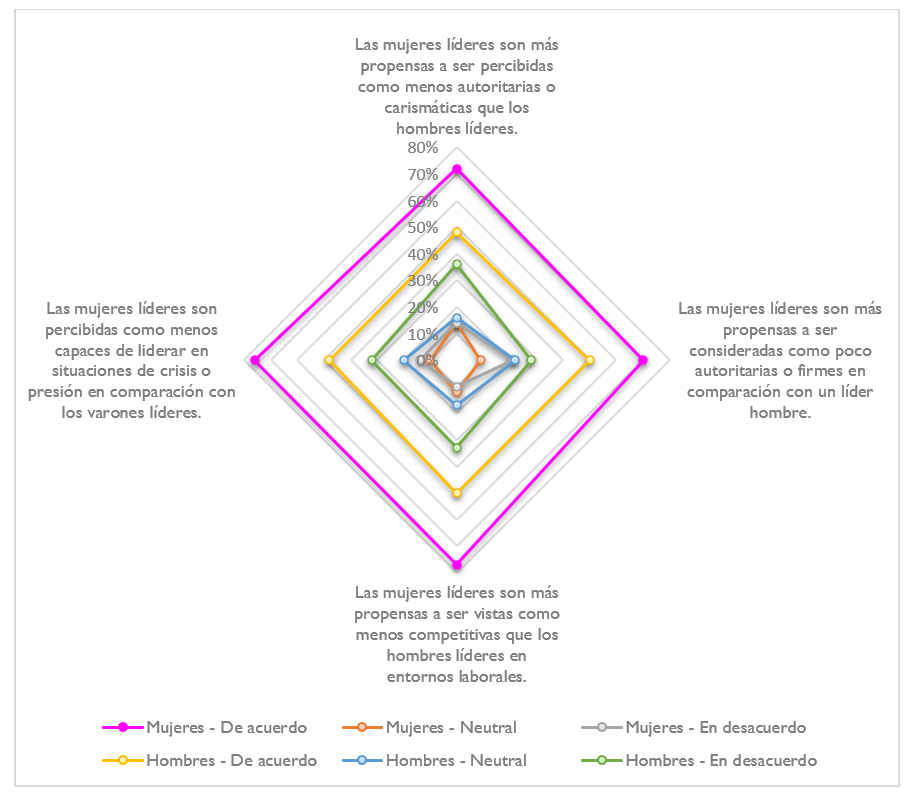 Las mujeres líderes son más
propensas a ser percibidas
como menos autoritarias o
carismáticas que los
hombres líderes.
80%
70%
60%
50%
40%
30%
20%
10%
0%
Las mujeres líderes son
percibidas como menos
capaces de liderar en
situaciones de crisis o
presión en comparación con
los varones líderes.
Las mujeres líderes son más
propensas a ser
consideradas como poco
autoritarias o firmes en
comparación con un líder
hombre.
Las mujeres líderes son más
propensas a ser vistas como
menos competitivas que los
hombres líderes en
entornos laborales.
Mujeres - De acuerdo
Mujeres - Neutral
Mujeres - En desacuerdo
Hombres - De acuerdo
Hombres - Neutral
Hombres - En desacuerdo